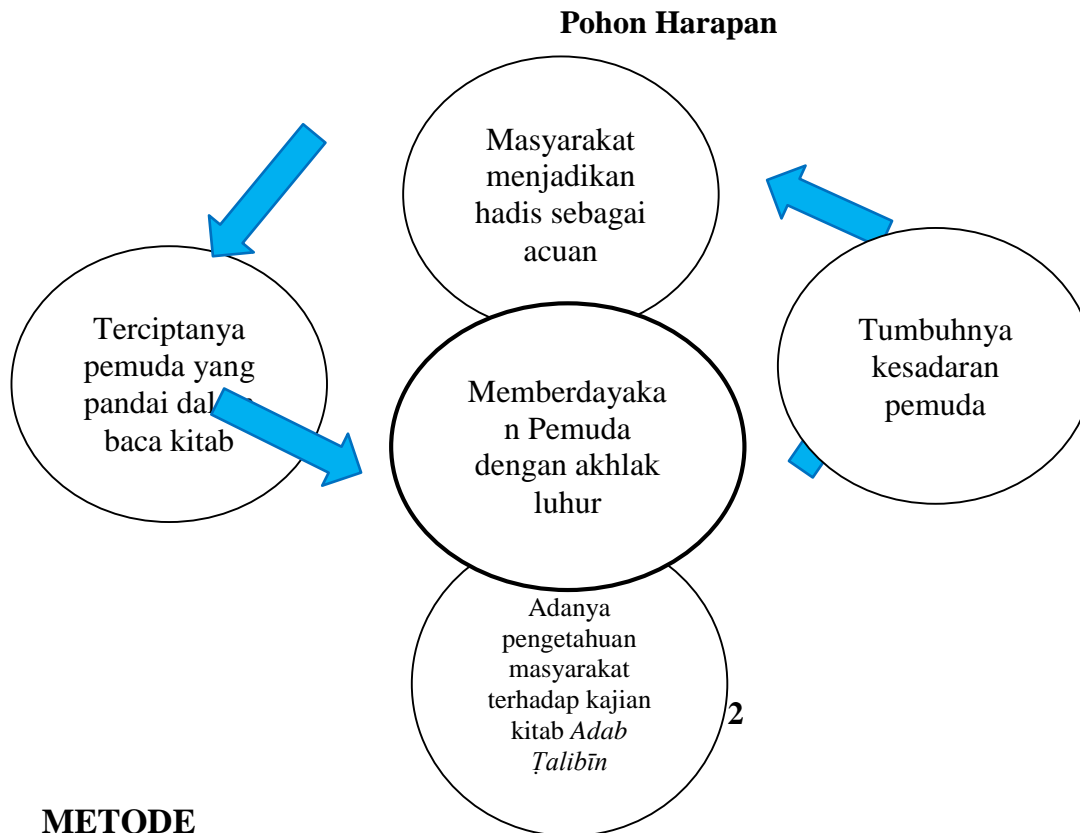 Pohon Harapan
Masyarakat
menjadikan
hadis sebagai
acuan
Terciptanya
pemuda yang
pandai dalam
baca kitab
Tumbuhnya
kesadaran
pemuda
Memberdayaka
n Pemuda
dengan akhlak
luhur
Adanya
pengetahuan
masyarakat
terhadap kajian
kitab Adab
Ṭalibīn
2
METODE